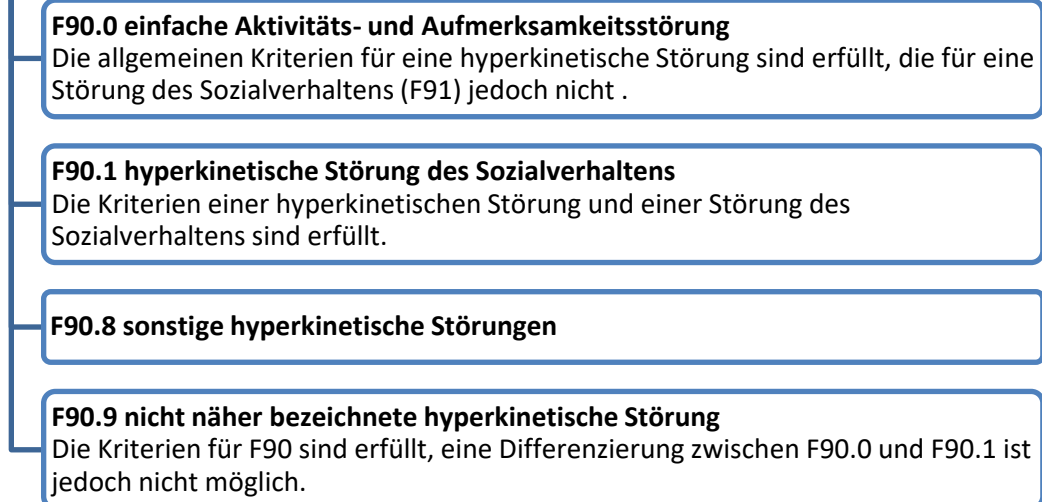 F90.0 einfache Aktivitäts- und Aufmerksamkeitsstörung
Die allgemeinen Kriterien für eine hyperkinetische Störung sind erfüllt, die für eine
Störung des Sozialverhaltens (F91) jedoch nicht .
F90.1 hyperkinetische Störung des Sozialverhaltens
Die Kriterien einer hyperkinetischen Störung und einer Störung des
Sozialverhaltens sind erfüllt.
F90.8 sonstige hyperkinetische Störungen
F90.9 nicht näher bezeichnete hyperkinetische Störung
Die Kriterien für F90 sind erfüllt, eine Differenzierung zwischen F90.0 und F90.1 ist
jedoch nicht möglich.